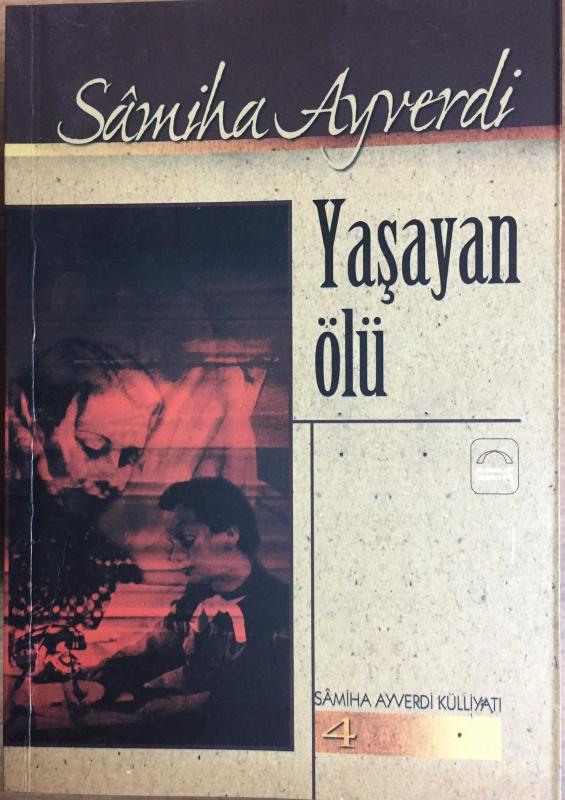 Sâmiha Ayverdi
Yaşayan
ölü
SÂMİHA AYVERDİ KÜLLİYATI
4